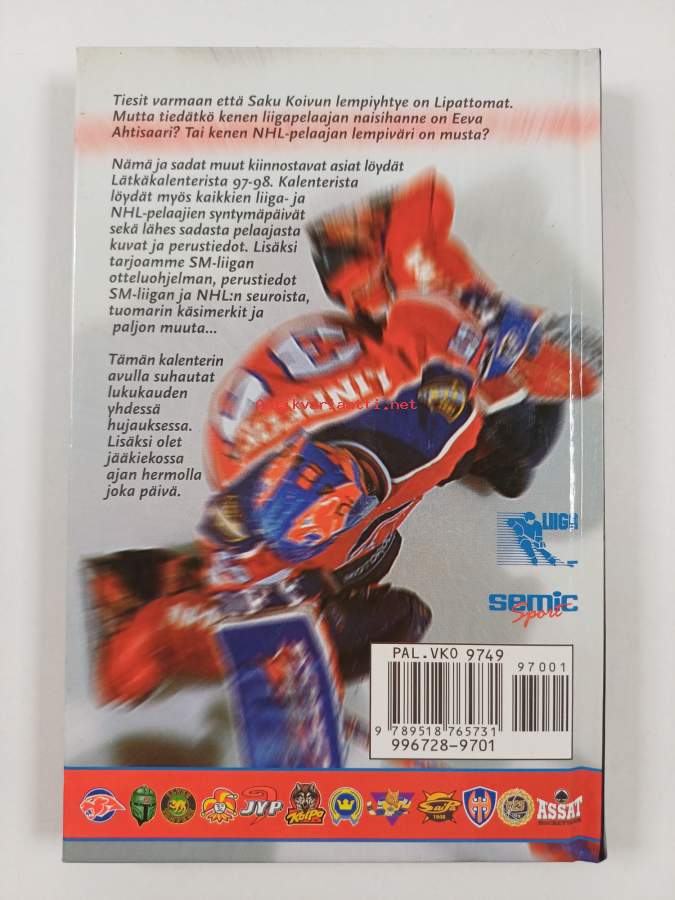 Tiesit varmaan että Saku Koivun lempiyhtye on Lipattomat.
Mutta tiedätkö kenen liigapelaajan naisihanne on Eeva
Ahtisaari? Tai kenen NHL-pelaajan lempiväri on musta?
Nämä ja sadat muut kiinnostavat asiat löydät
Lätkäkalenterista 97-98. Kalenterista
löydät myös kaikkien liiga- ja
NHL-pelaajien syntymäpäivät
sekä lähes sadasta pelaajasta
kuvat ja perustiedot. Lisäksi
tarjoamme SM-liigan
otteluohjelman, perustiedot
SM-liigan ja NHL:n seuroista,
tuomarin käsimerkit ja
paljon muuta...
Tämän kalenterin
avulla suhautat
lukukauden
yhdessä
hujauksessa.
Lisäksi olet
jääkiekossa
ajan hermolla
joka päivä.
antikvariaatti.net
LIIGA
semic
Sport
PAL.VKO 9749
97001
9 789518 765731
996728-9701
JYP
KalPa
SaiPa
ÄSSÄT